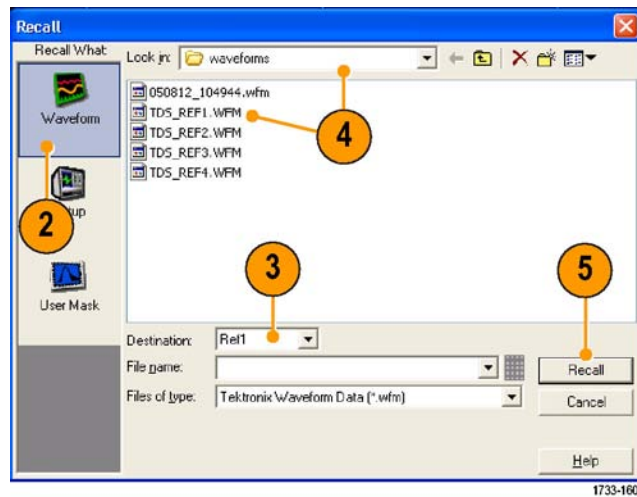 Recall
Recall What:
Look in: waveforms
Waveform
050812_104944.wfm
TDS_REF1.WFM
TDS_REF2.WFM
TDS_REF3.WFM
TDS_REF4.WFM
4
2
tup
User Mask
3
5
Destination: Ref1
File name:
Recall
Files of type: Tektronix Waveform Data (*.wfm)
Cancel
Help
1733-160